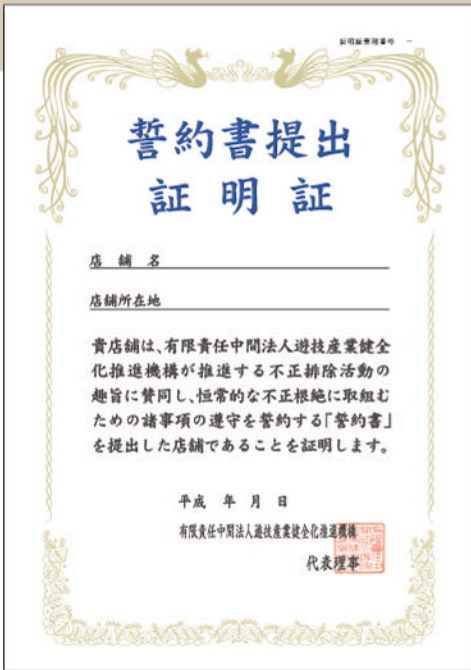 証明証管理番号 －
誓約書提出
証明証
店舗名
店舗所在地
貴店舗は、有限責任中間法人遊技産業健全
化推進機構が推進する不正排除活動の
趣旨に賛同し、恒常的な不正根絶に取組む
ための諸事項の遵守を誓約する「誓約書」
を提出した店舗であることを証明します。
平成 年 月 日
有限責任中間法人遊技産業健全化推進機構
代表理事